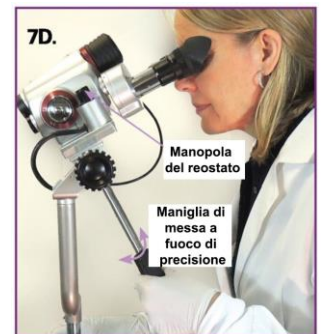 7D.
Manopola
del reostato
Maniglia di
messa a
fuoco di
precisione